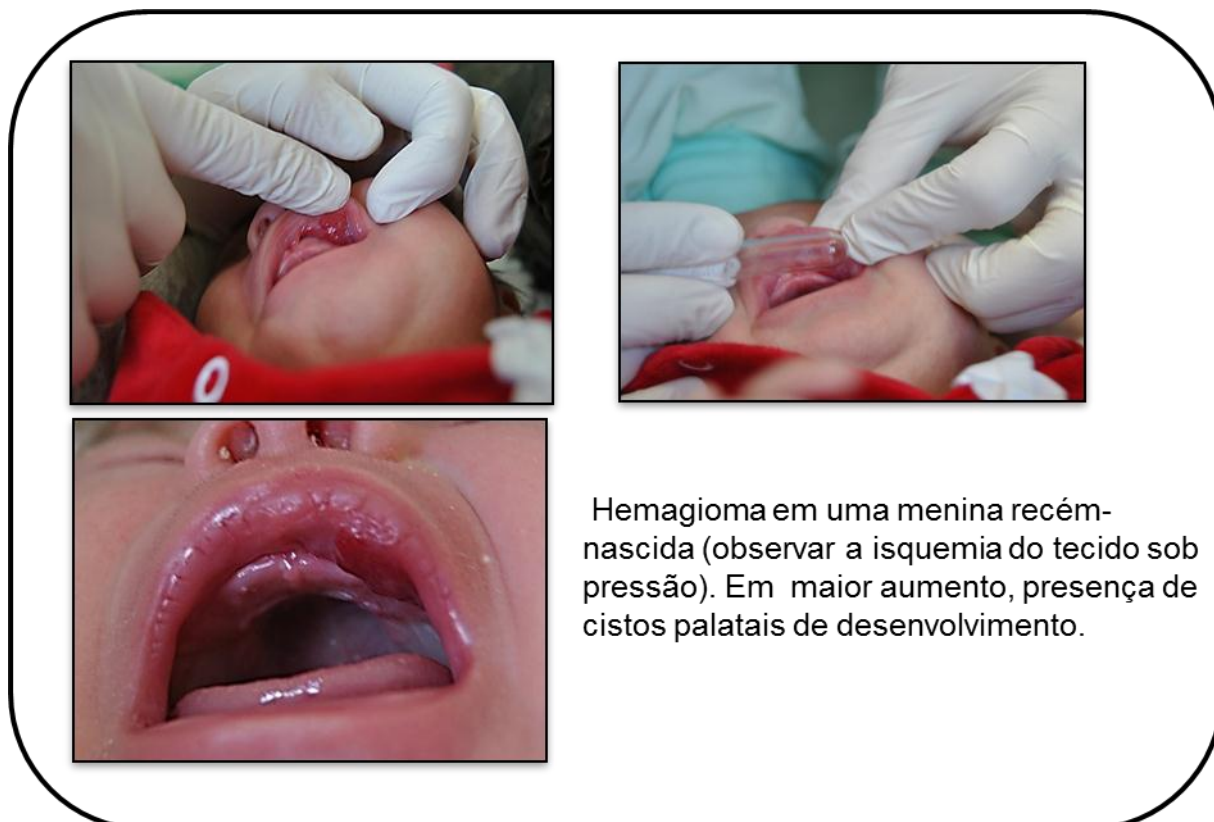 Hemagioma em uma menina recém-
nascida (observar a isquemia do tecido sob
pressão). Em maior aumento, presença de
cistos palatais de desenvolvimento.